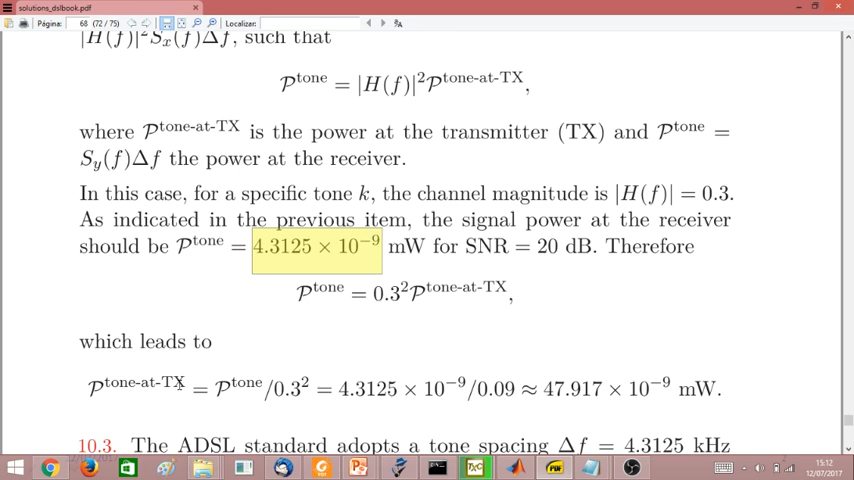 solutions_dslbook.pdf
Página: 68 (72/75) Localizar:
|H(f)|²Sₓ(f)Δf, such that
𝒫^tone = |H(f)|²𝒫^tone-at-TX,
where 𝒫^tone-at-TX is the power at the transmitter (TX) and 𝒫^tone =
S_y(f)Δf the power at the receiver.
In this case, for a specific tone k, the channel magnitude is |H(f)| = 0.3.
As indicated in the previous item, the signal power at the receiver
should be 𝒫^tone = 4.3125 × 10⁻⁹ mW for SNR = 20 dB. Therefore
𝒫^tone = 0.3²𝒫^tone-at-TX,
which leads to
𝒫^tone-at-TX = 𝒫^tone/0.3² = 4.3125 × 10⁻⁹/0.09 ≈ 47.917 × 10⁻⁹ mW.
10.3. The ADSL standard adopts a tone spacing Δf = 4.3125 kHz
15:12
12/07/2017